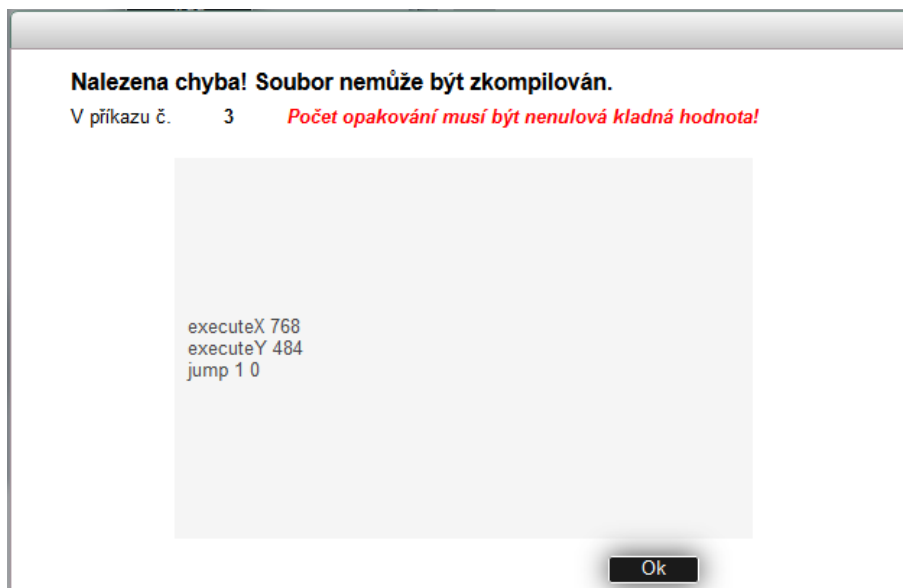 Nalezena chyba! Soubor nemůže být zkompilován.
V příkazu č. 3 Počet opakování musí být nenulová kladná hodnota!
executeX 768
executeY 484
jump 1 0
Ok